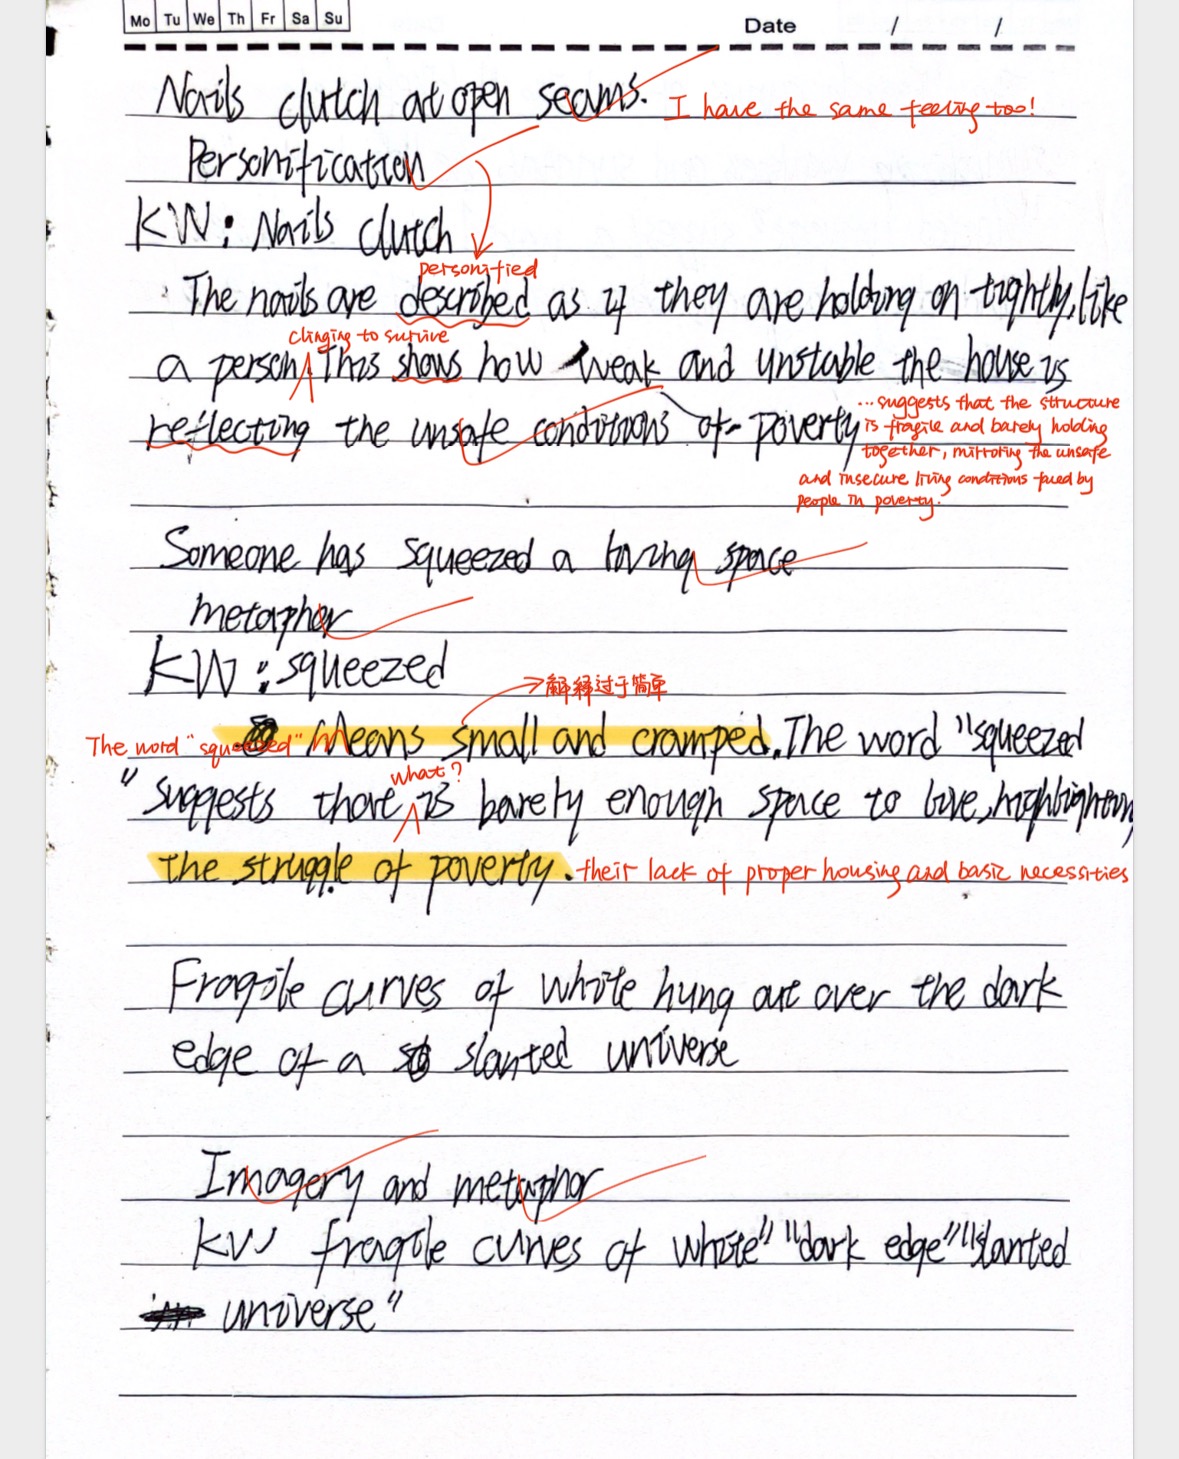 Mo Tu We Th Fr Sa Su
Date / /
Nails clutch at open seams.
I have the same feeling too!
Personification
KW: Nails clutch
personified
The nails are described as if they are holding on tightly, like
clinging to survive
a person This shows how weak and unstable the house is
reflecting the unsafe conditions of poverty
...suggests that the structure
is fragile and barely holding
together, mirroring the unsafe
and insecure living conditions faced by
people in poverty.
Someone has squeezed a living space
metaphor
KW: squeezed
解释过于简单
The word "squeezed" Means small and cramped. The word "squeezed
what?
" suggests there is barely enough space to live, highlighting
the struggle of poverty. their lack of proper housing and basic necessities
Fragile curves of white hung out over the dark
edge of a slanted universe
Imagery and metaphor
KW fragile curves of white" "dark edge" "slanted
universe"